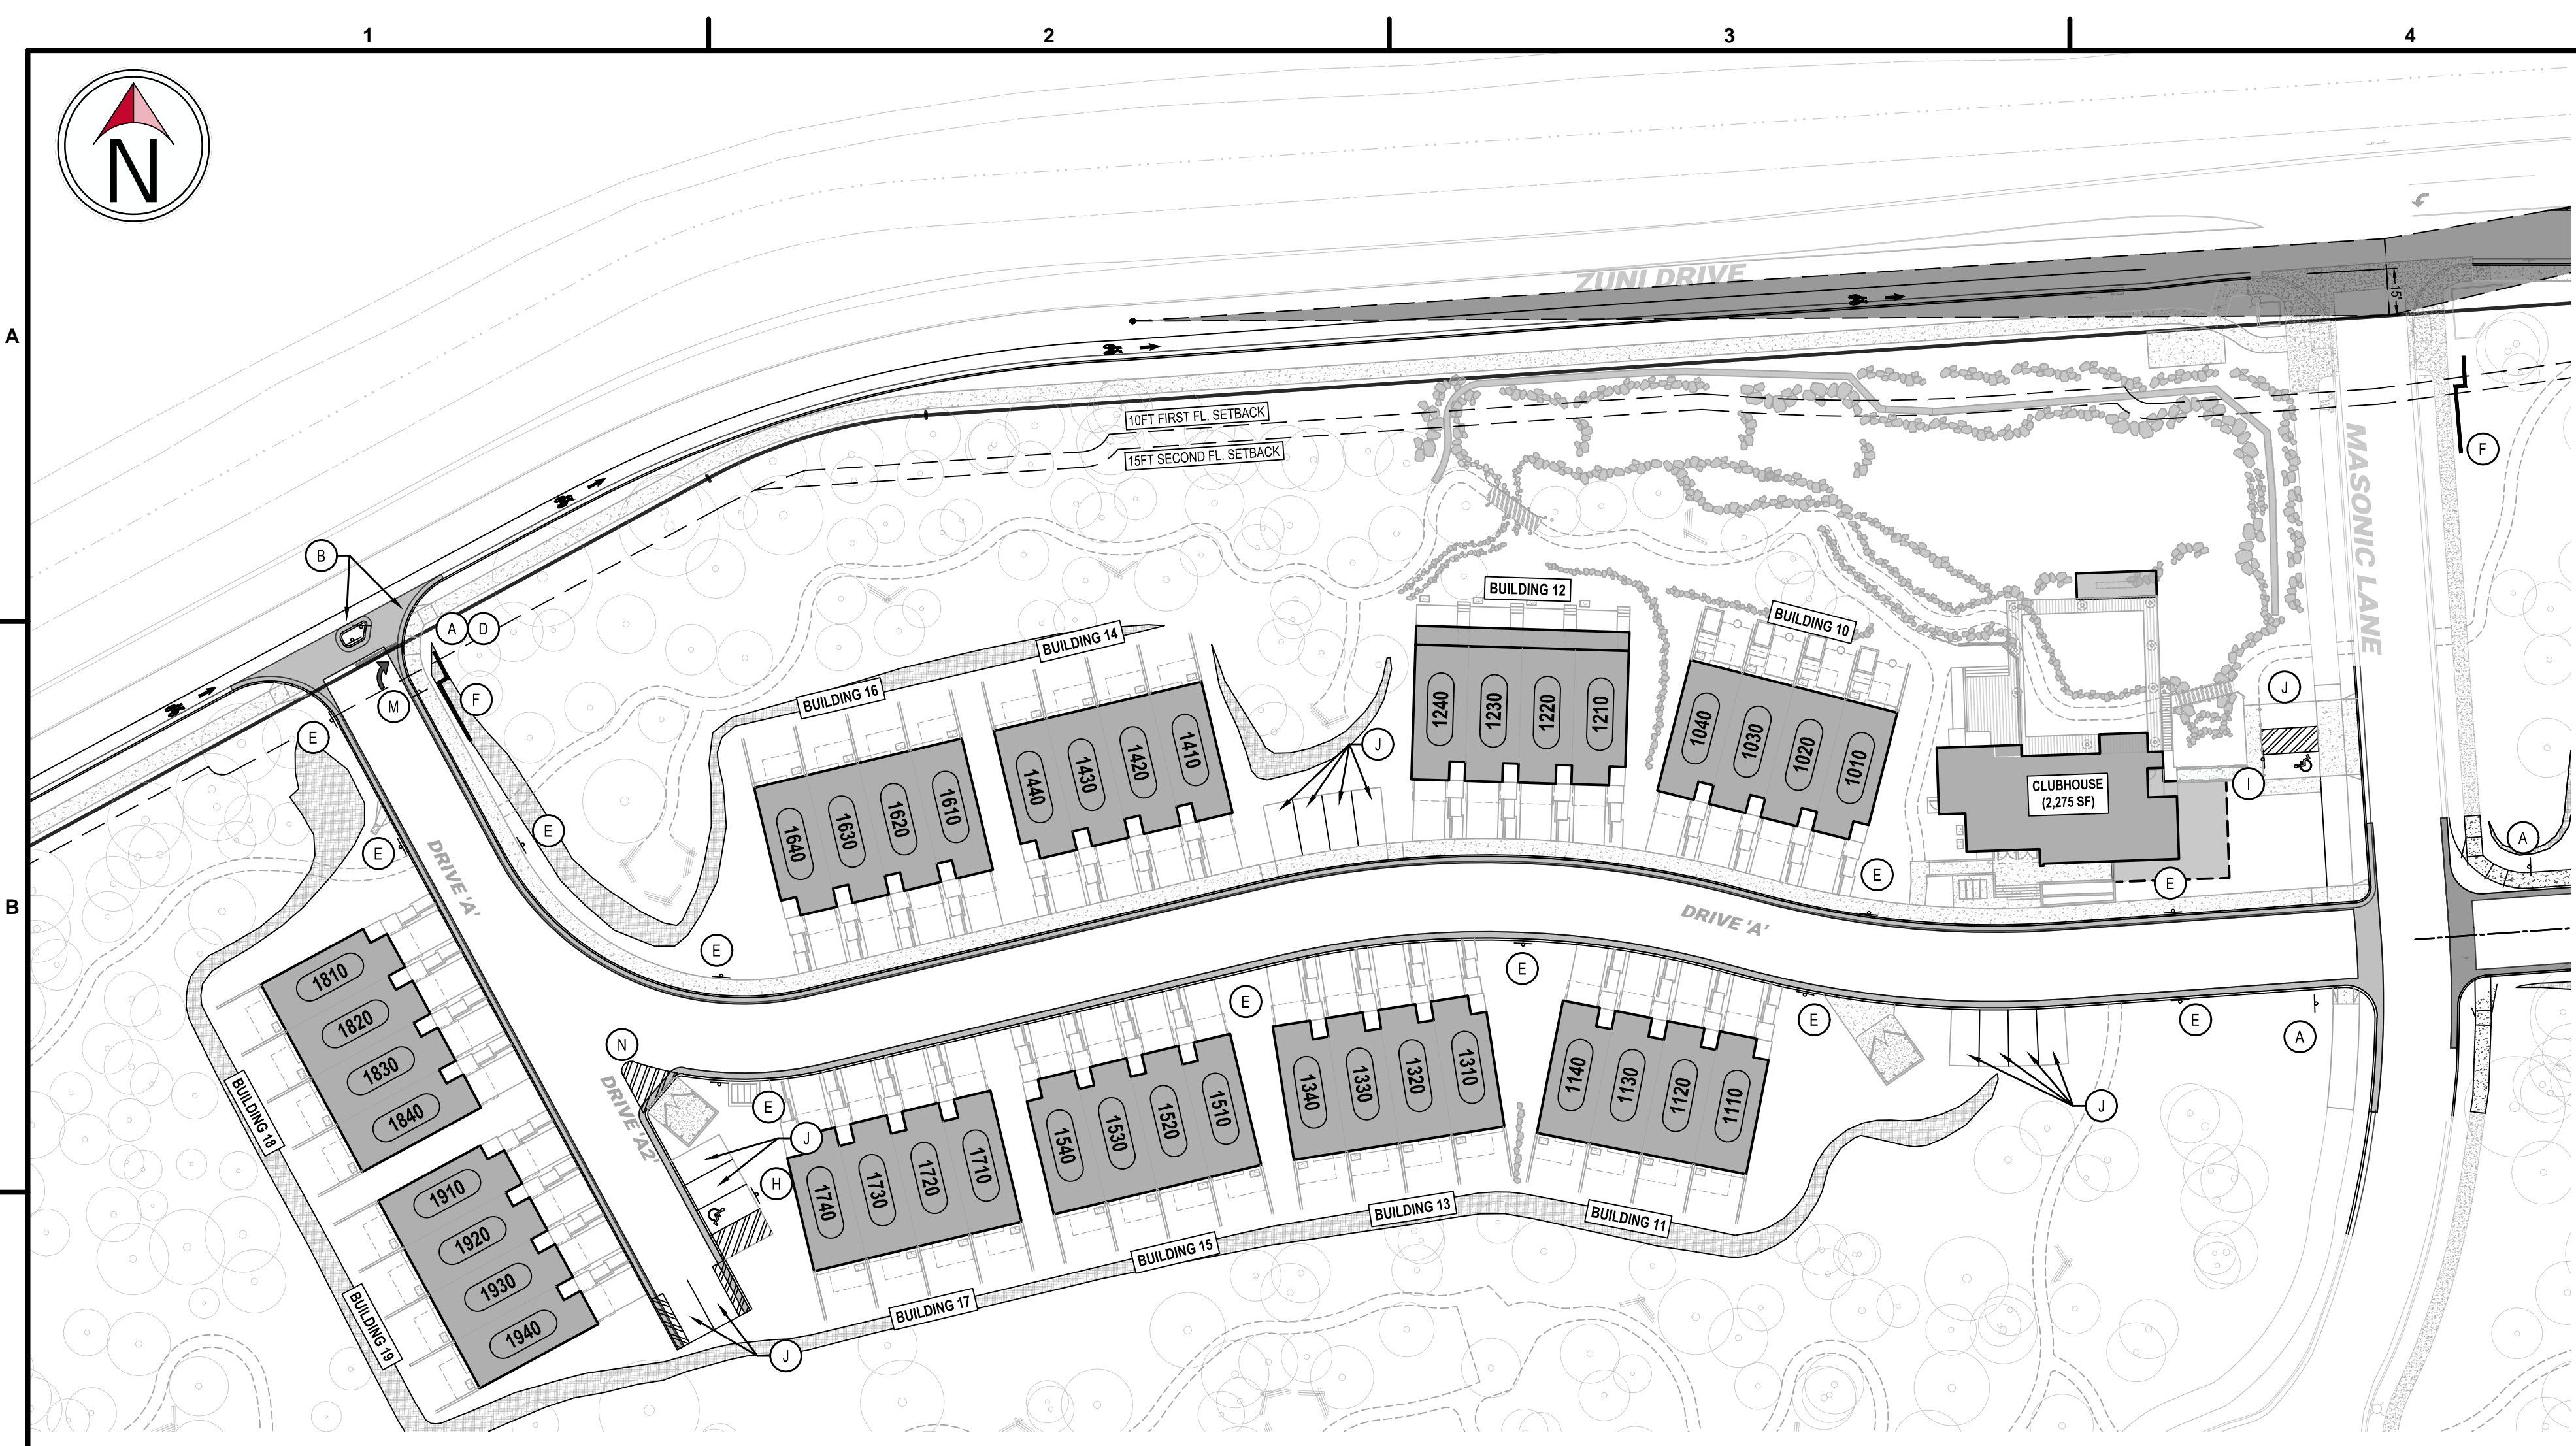 1
2
3
4
N
ZUNI DRIVE
15'
A
10FT FIRST FL. SETBACK
15FT SECOND FL. SETBACK
MASONIC LANE
F
B
BUILDING 12
BUILDING 10
A
D
BUILDING 14
BUILDING 16
F
M
E
J
1240
1230
1220
1210
1040
1030
1020
1010
J
1440
1430
1420
1410
CLUBHOUSE
(2,275 SF)
I
1640
1630
1620
1610
E
E
A
DRIVE 'A'
E
E
B
DRIVE 'A'
E
E
1810
1820
1830
1840
E
E
E
A
N
BUILDING 18
DRIVE 'A2'
E
J
H
1740
1730
1720
1710
1540
1530
1520
1510
1340
1330
1320
1310
1140
1130
1120
1110
J
1910
1920
1930
1940
BUILDING 13
BUILDING 11
BUILDING 15
BUILDING 17
BUILDING 19
J